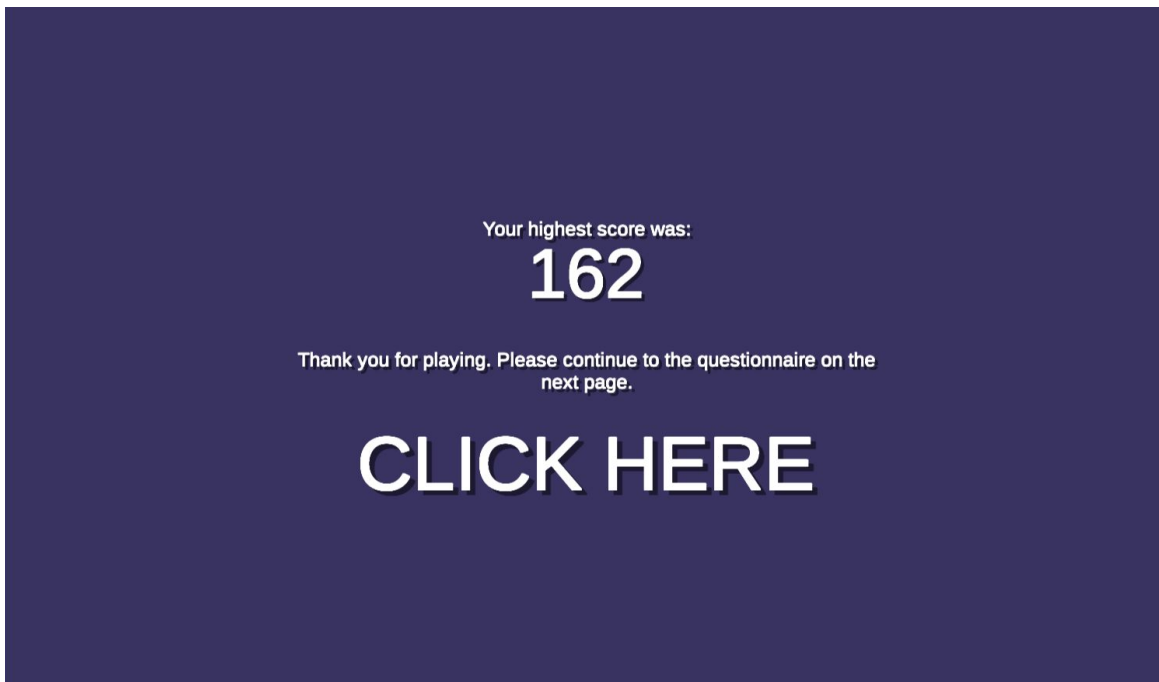 Your highest score was:
162
Thank you for playing. Please continue to the questionnaire on the
next page.
CLICK HERE